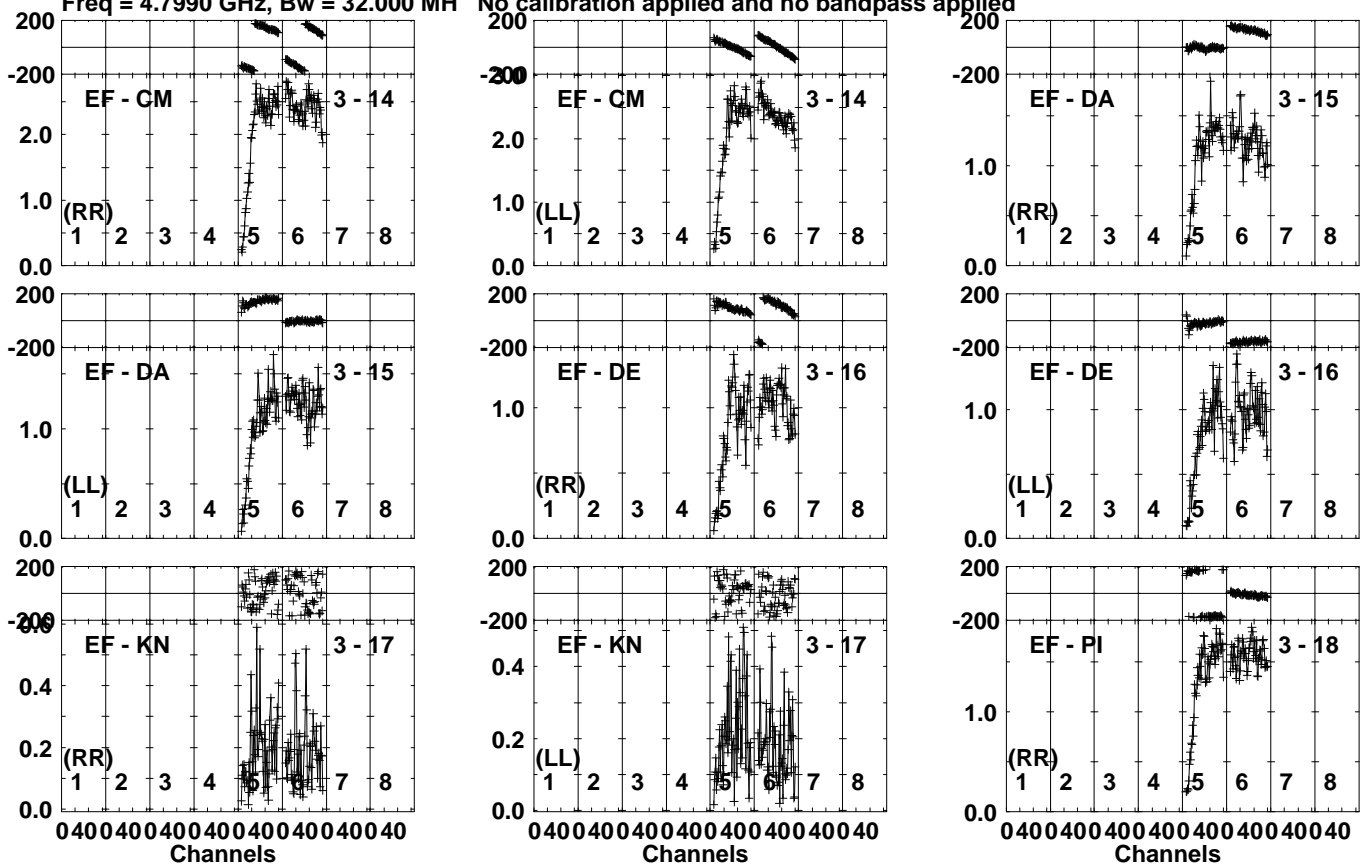 Freq = 4.7990 GHz, Bw = 32.000 MH No calibration applied and no bandpass applied
200 200 200
-200 -200 -200
3.0
EF - CM 3 - 14 EF - CM 3 - 14 EF - DA 3 - 15
2.0 2.0 1.0
1.0 1.0
(RR) (LL) (RR)
1 2 3 4 5 6 7 8 1 2 3 4 5 6 7 8 1 2 3 4 5 6 7 8
0.0 0.0 0.0
200 200 200
-200 -200 -200
EF - DA 3 - 15 EF - DE 3 - 16 EF - DE 3 - 16
1.0 1.0 1.0
(LL) (RR) (LL)
1 2 3 4 5 6 7 8 1 2 3 4 5 6 7 8 1 2 3 4 5 6 7 8
0.0 0.0 0.0
200 200 200
-200 -200 -200
EF - KN 3 - 17 EF - KN 3 - 17 EF - PI 3 - 18
0.4 0.4 1.0
0.2 0.2
(RR) (LL) (RR)
1 2 3 4 5 6 7 8 1 2 3 4 5 6 7 8 1 2 3 4 5 6 7 8
0.0 0.0 0.0
0 40 0 40 0 40 0 40 0 40 0 40 0 40 0 40 0 40 0 40 0 40 0 40 0 40 0 40 0 40 0 40 0 40 0 40 0 40 0 40 0 40 0 40 0 40 0 40
Channels Channels Channels